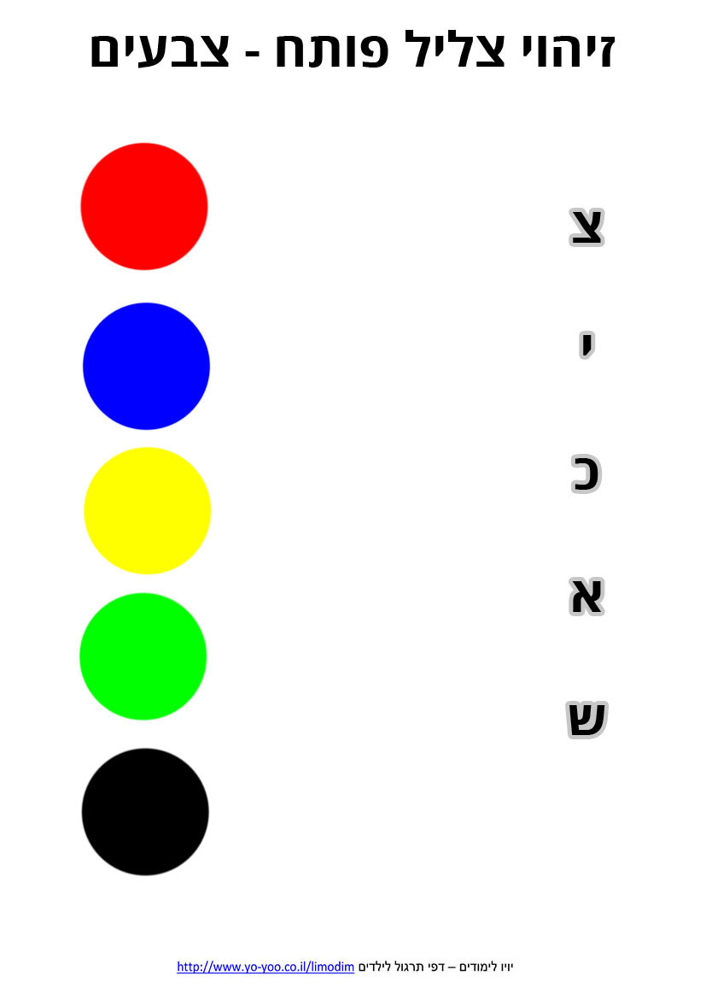 זיהוי צליל פותח - צבעים
צ
י
כ
א
ש
יויו לימודים – דפי תרגול לילדים http://www.yo-yoo.co.il/limodim